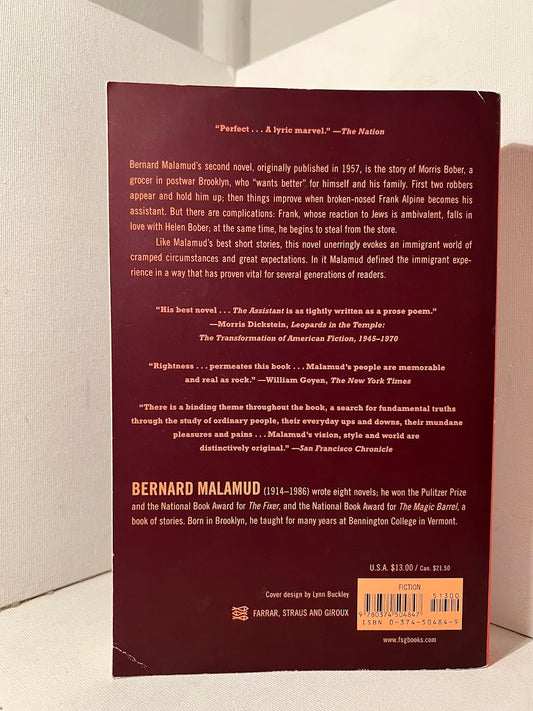 “Perfect . . . A lyric marvel.” —The Nation
Bernard Malamud’s second novel, originally published in 1957, is the story of Morris Bober, a
grocer in postwar Brooklyn, who “wants better” for himself and his family. First two robbers
appear and hold him up; then things improve when broken-nosed Frank Alpine becomes his
assistant. But there are complications: Frank, whose reaction to Jews is ambivalent, falls in
love with Helen Bober; at the same time, he begins to steal from the store.
Like Malamud’s best short stories, this novel unerringly evokes an immigrant world of
cramped circumstances and great expectations. In it Malamud defined the immigrant expe-
rience in a way that has proven vital for several generations of readers.
“His best novel . . . The Assistant is as tightly written as a prose poem.”
—Morris Dickstein, Leopards in the Temple:
The Transformation of American Fiction, 1945–1970
“Rightness . . . permeates this book . . . Malamud’s people are memorable
and real as rock.” —William Goyen, The New York Times
“There is a binding theme throughout the book, a search for fundamental truths
through the study of ordinary people, their everyday ups and downs, their mundane
pleasures and pains . . . Malamud’s vision, style and world are
distinctively original.” —San Francisco Chronicle
BERNARD MALAMUD (1914–1986) wrote eight novels; he won the Pulitzer Prize
and the National Book Award for The Fixer, and the National Book Award for The Magic Barrel, a
a book of stories. Born in Brooklyn, he taught for many years at Bennington College in Vermont.
U.S.A. $13.00 / Can. $21.50
Cover design by Lynn Buckley
FARRAR, STRAUS AND GIROUX
FICTION
51300
9 780374 504847
ISBN 0-374-50484-9
www.fsgbooks.com